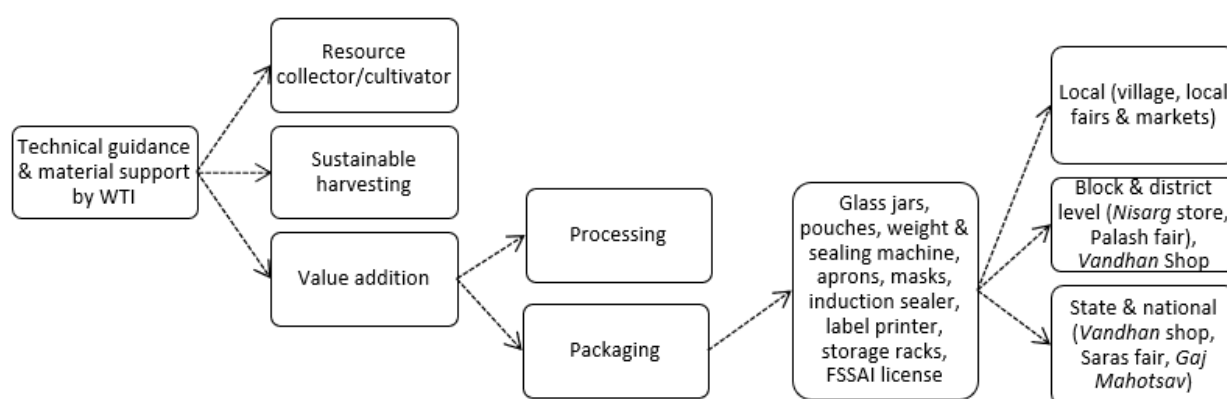 Technical guidance
& material support
by WTI
Resource
collector/cultivator
Sustainable
harvesting
Value addition
Processing
Packaging
Glass jars,
pouches, weight &
sealing machine,
aprons, masks,
induction sealer,
label printer,
storage racks,
FSSAI license
Local (village, local
fairs & markets)
Block & district
level (Nisarg store,
Palash fair),
Vandhan Shop
State & national
(Vandhan shop,
Saras fair, Gaj
Mahotsav)